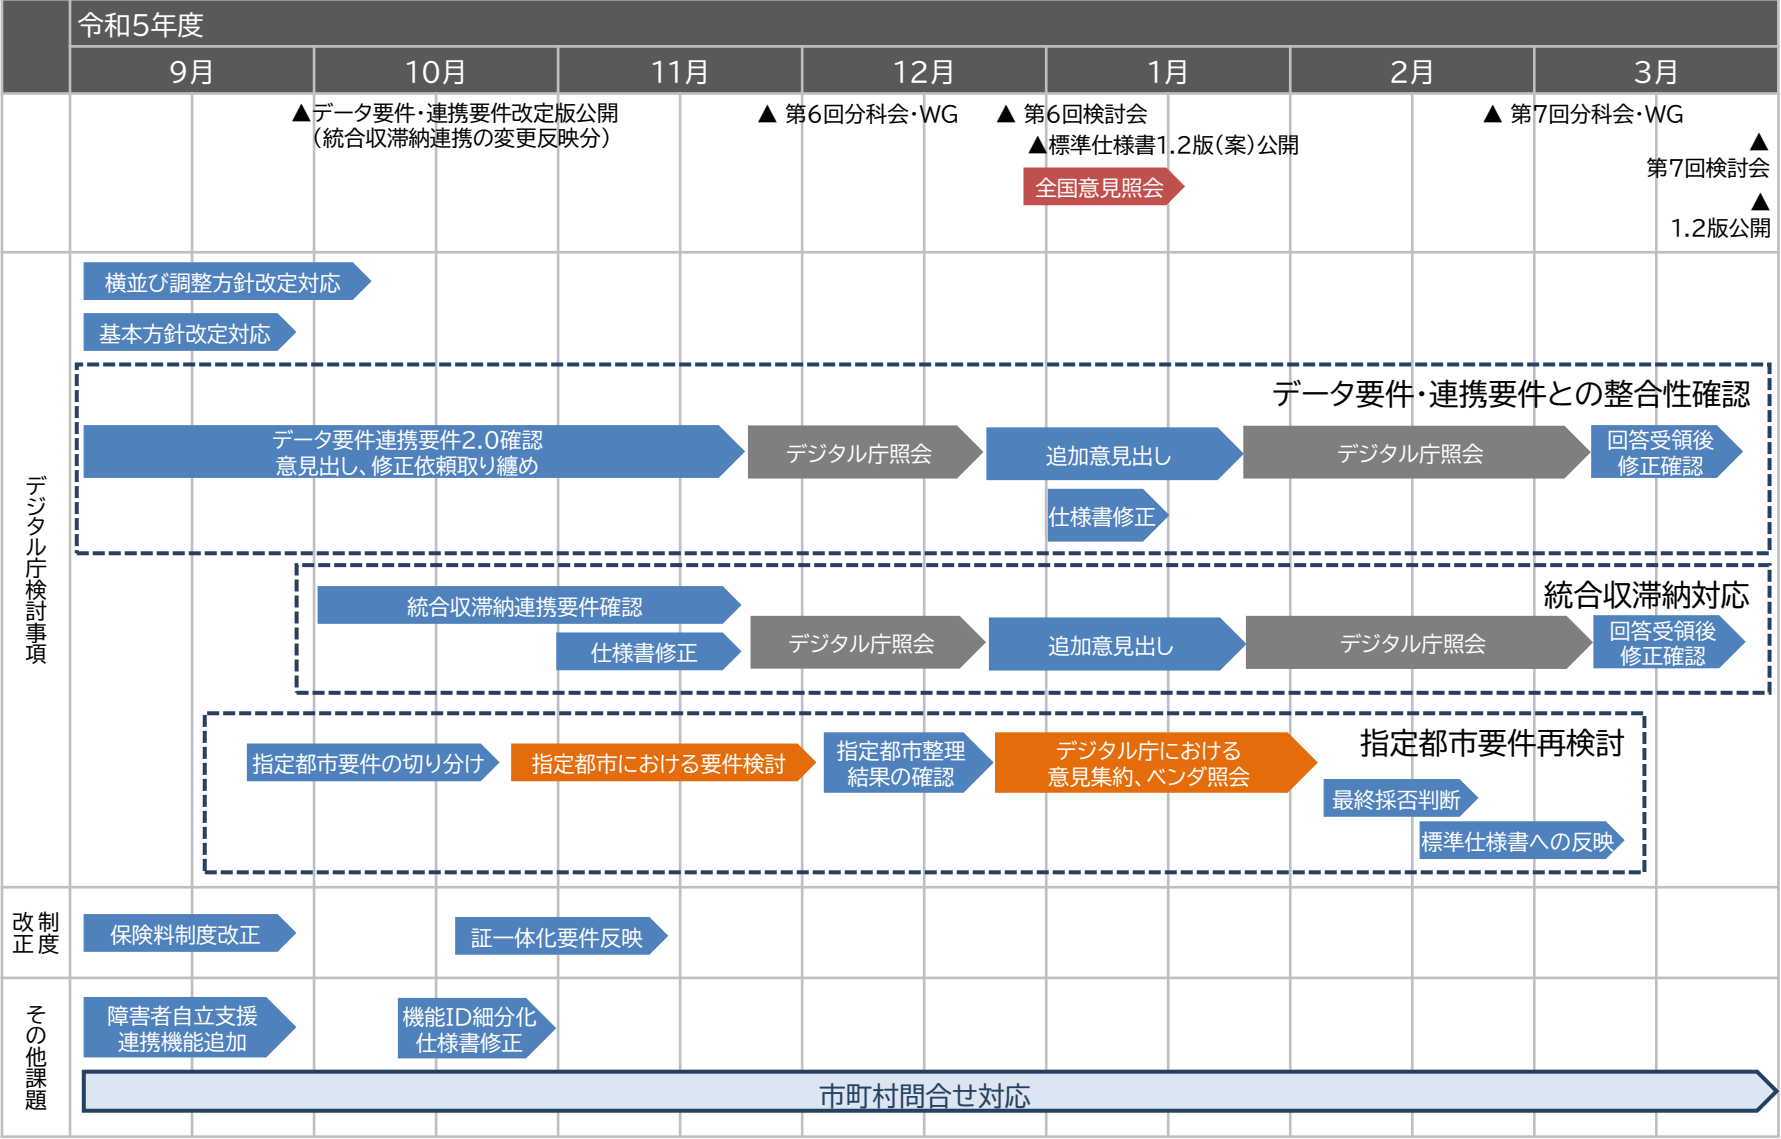 令和5年度
9月
10月
11月
12月
1月
2月
3月
▲データ要件・連携要件改定版公開
（統合収滞納連携の変更反映分）
▲ 第6回分科会・WG
▲ 第6回検討会
▲標準仕様書1.2版（案）公開
全国意見照会
▲ 第7回分科会・WG
▲
第7回検討会
▲
1.2版公開
デジタル庁検討事項
横並び調整方針改定対応
基本方針改定対応
データ要件・連携要件との整合性確認
データ要件連携要件2.0確認
意見出し、修正依頼取り纏め
デジタル庁照会
追加意見出し
デジタル庁照会
回答受領後
修正確認
仕様書修正
統合収滞納対応
統合収滞納連携要件確認
仕様書修正
デジタル庁照会
追加意見出し
デジタル庁照会
回答受領後
修正確認
指定都市要件再検討
指定都市要件の切り分け
指定都市における要件検討
指定都市整理
結果の確認
デジタル庁における
意見集約、ベンダ照会
最終採否判断
標準仕様書への反映
制度
改正
保険料制度改正
証一体化要件反映
その他課題
障害者自立支援
連携機能追加
機能ID細分化
仕様書修正
市町村問合せ対応